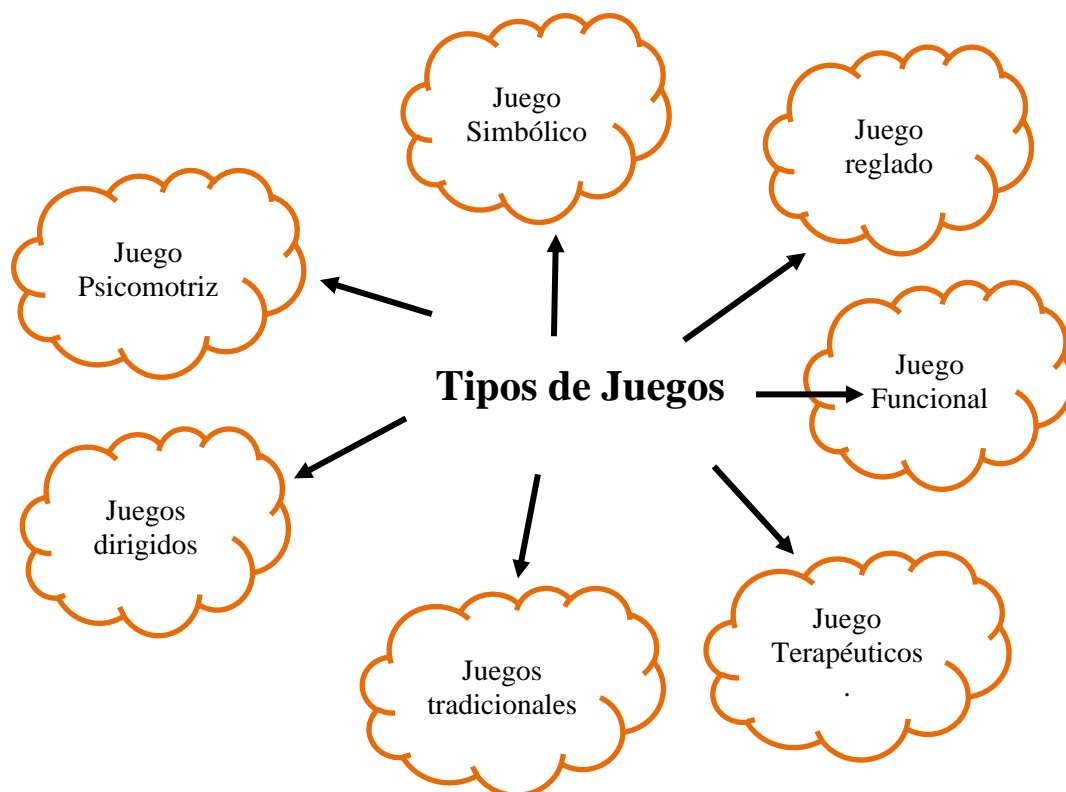 Juego
Simbólico
Juego
reglado
Juego
Psicomotriz
Juego
Funcional
Tipos de Juegos
Juegos
dirigidos
Juego
Terapéuticos
.
Juegos
tradicionales